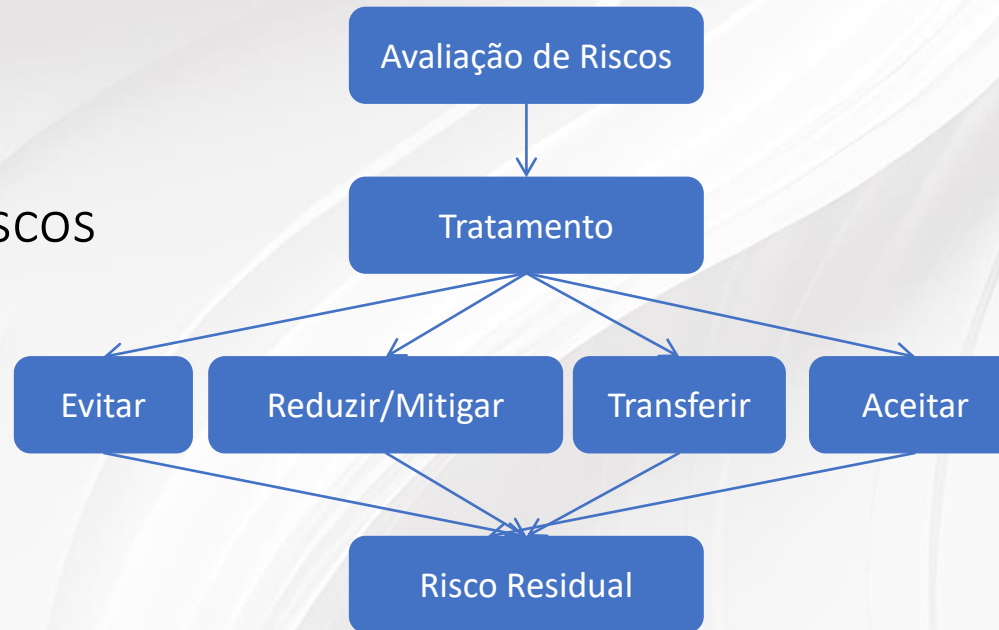 Avaliação de Riscos
SCOS
Tratamento
Evitar
Reduzir/Mitigar
Transferir
Aceitar
Risco Residual